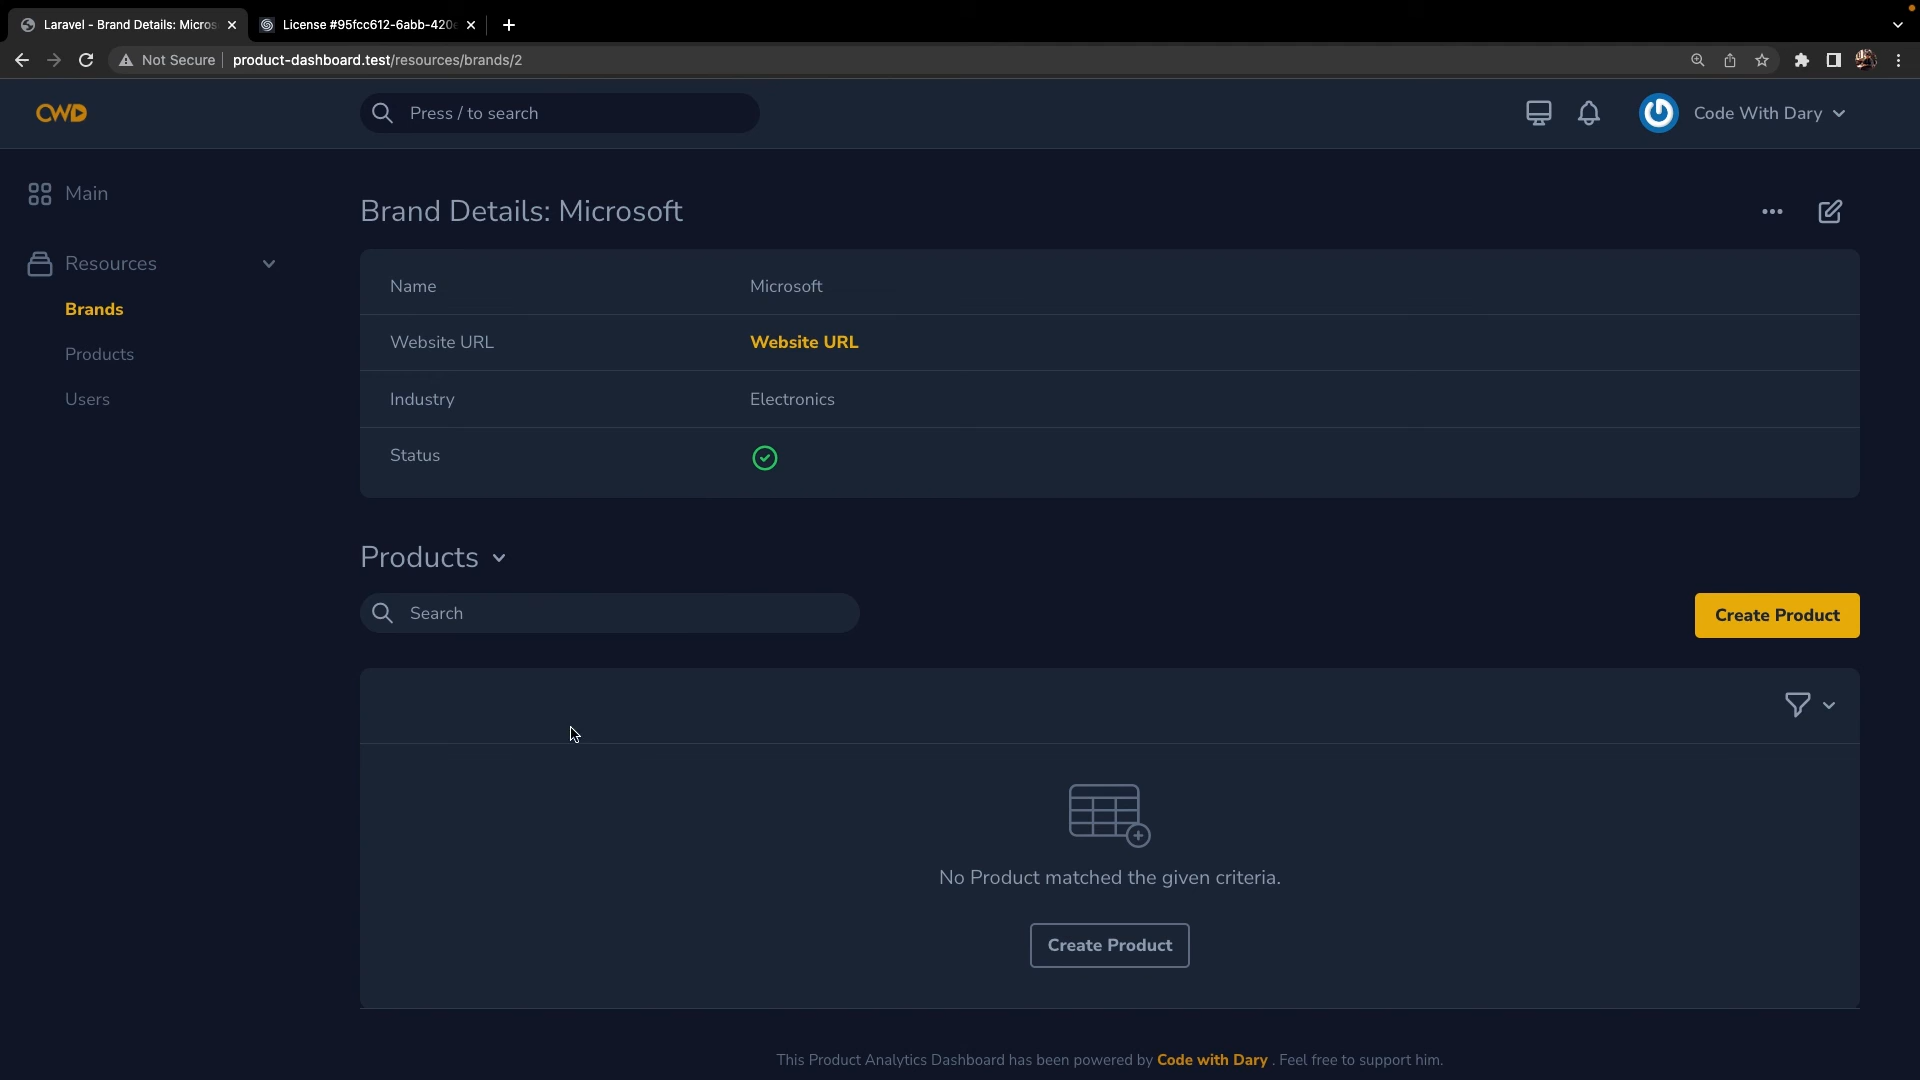 Laravel - Brand Details: Micros
License #95fcc612-6abb-420
Not Secure
product-dashboard.test/resources/brands/2
CWD
Press / to search
Code With Dary
Main
Resources
Brands
Products
Users
Brand Details: Microsoft
Name
Microsoft
Website URL
Website URL
Industry
Electronics
Status
Products
Search
Create Product
No Product matched the given criteria.
Create Product
This Product Analytics Dashboard has been powered by Code with Dary . Feel free to support him.